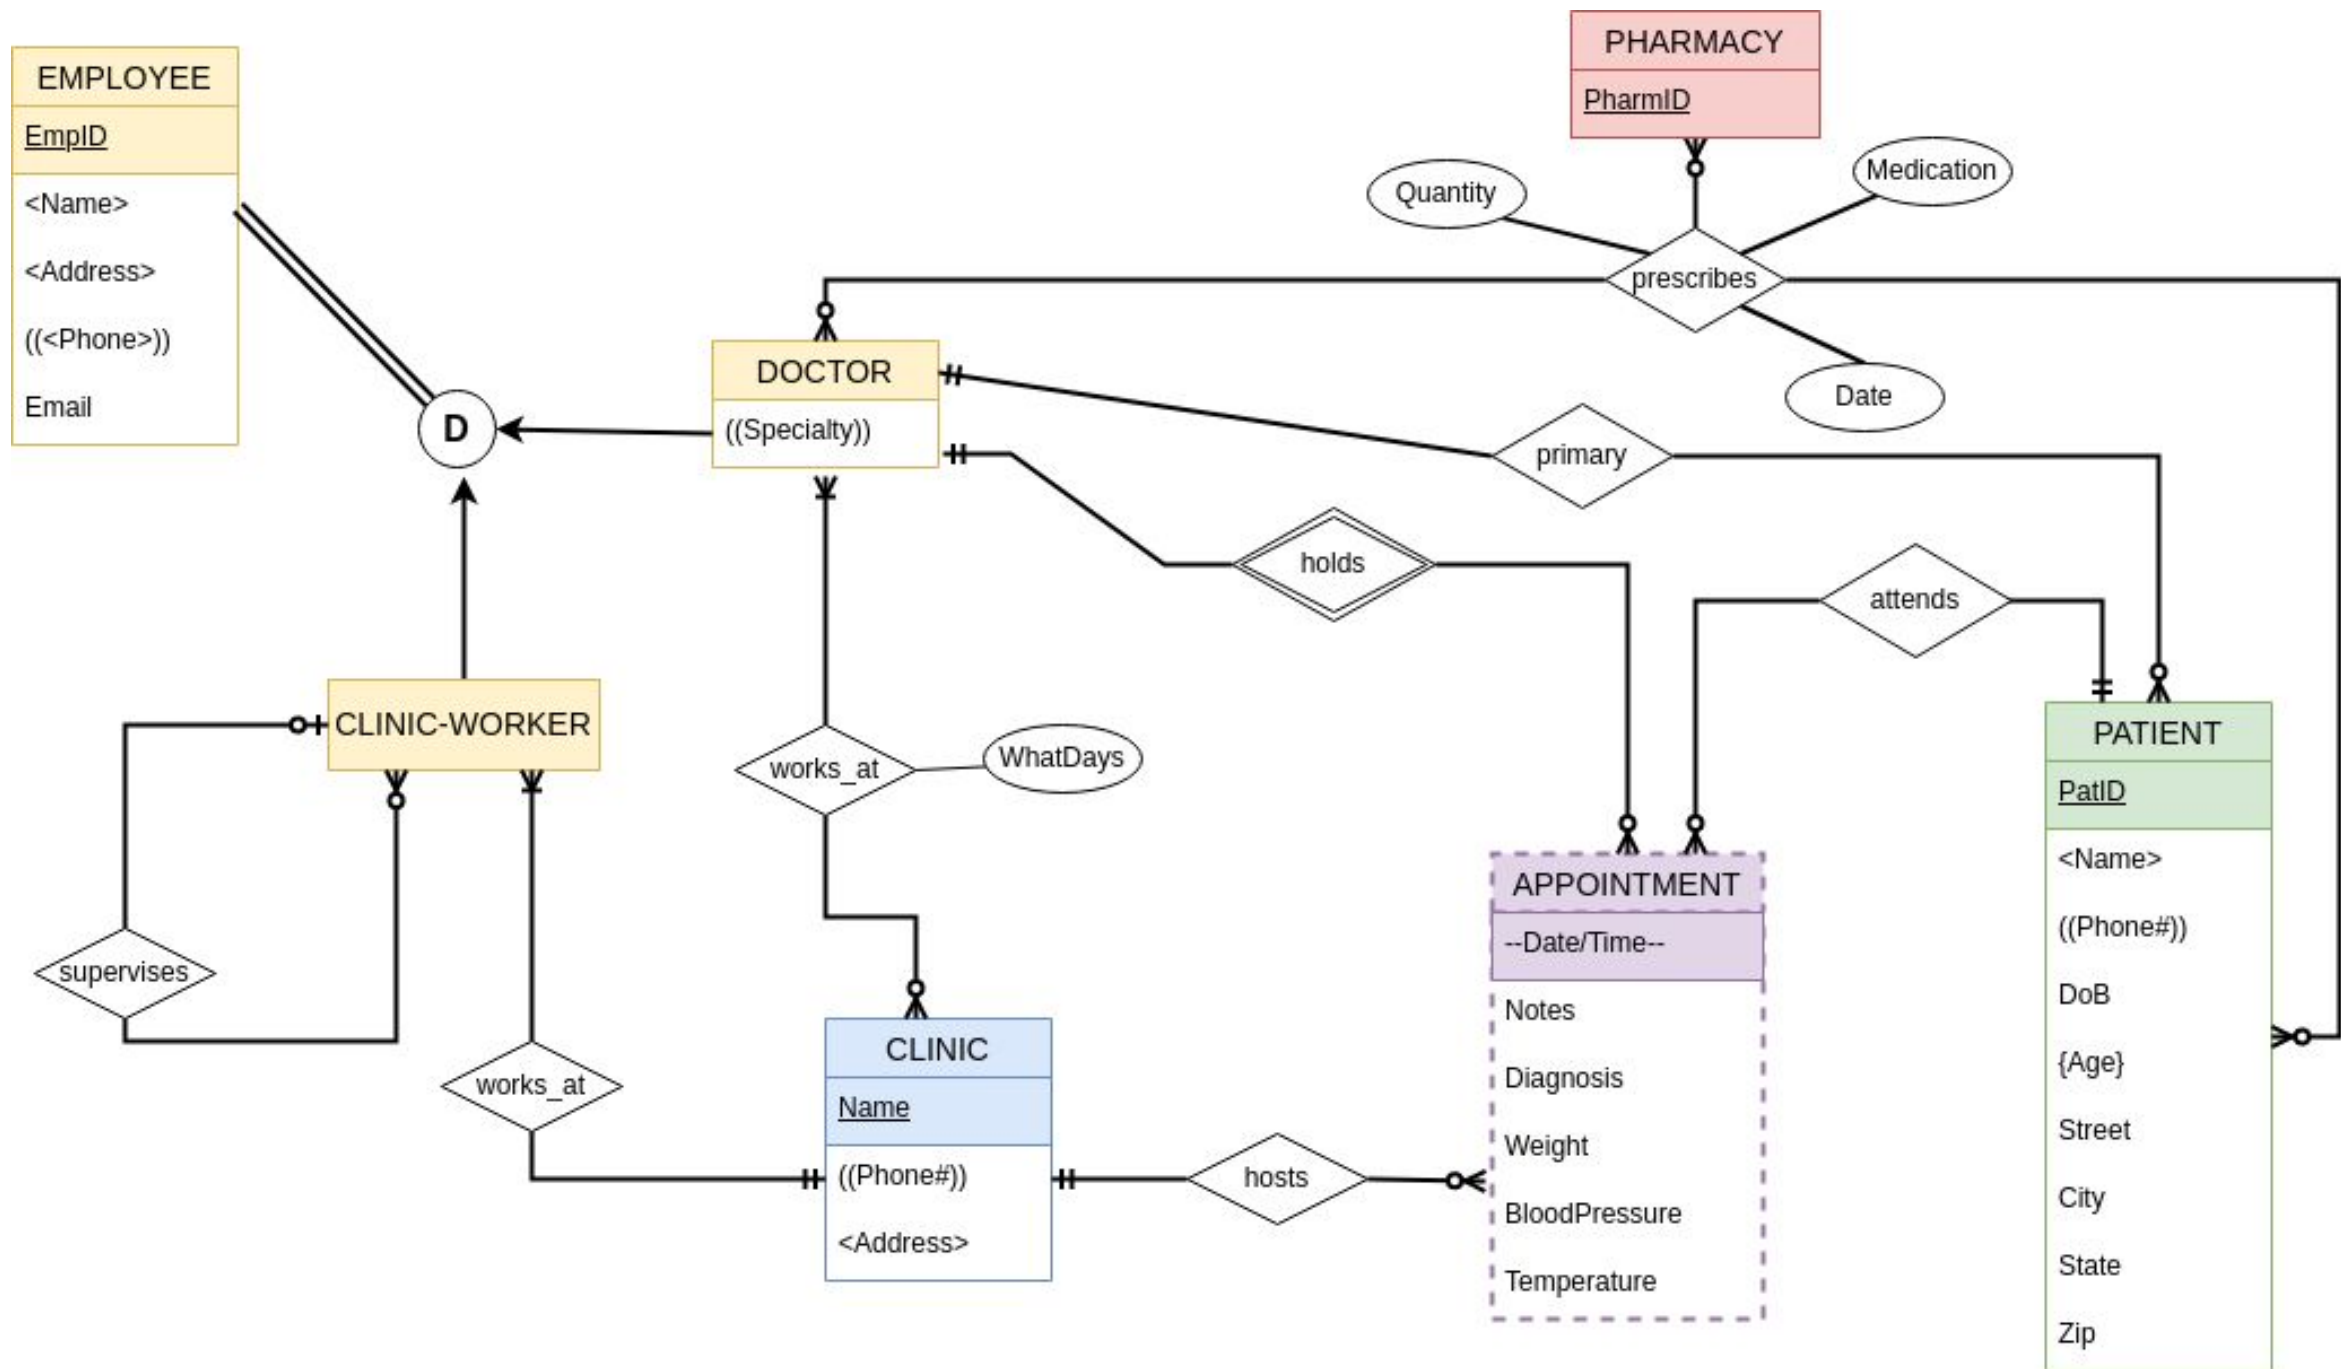 EMPLOYEE
EmpID
<Name>
<Address>
((<Phone>))
Email
D
DOCTOR
((Specialty))
PHARMACY
PharmID
Quantity
Medication
prescribes
Date
primary
holds
attends
CLINIC-WORKER
supervises
works_at
works_at
WhatDays
CLINIC
Name
((Phone#))
<Address>
hosts
APPOINTMENT
--Date/Time--
Notes
Diagnosis
Weight
BloodPressure
Temperature
PATIENT
PatID
<Name>
((Phone#))
DoB
{Age}
Street
City
State
Zip